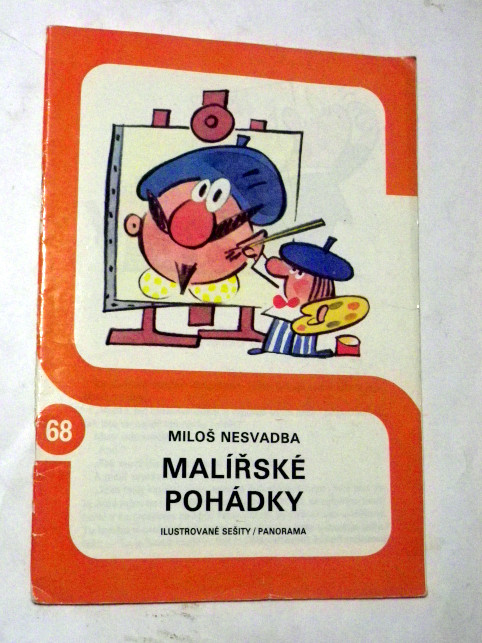 68
MILOŠ NESVADBA
MALÍŘSKÉ
POHÁDKY
ILUSTROVANÉ SEŠITY / PANORAMA